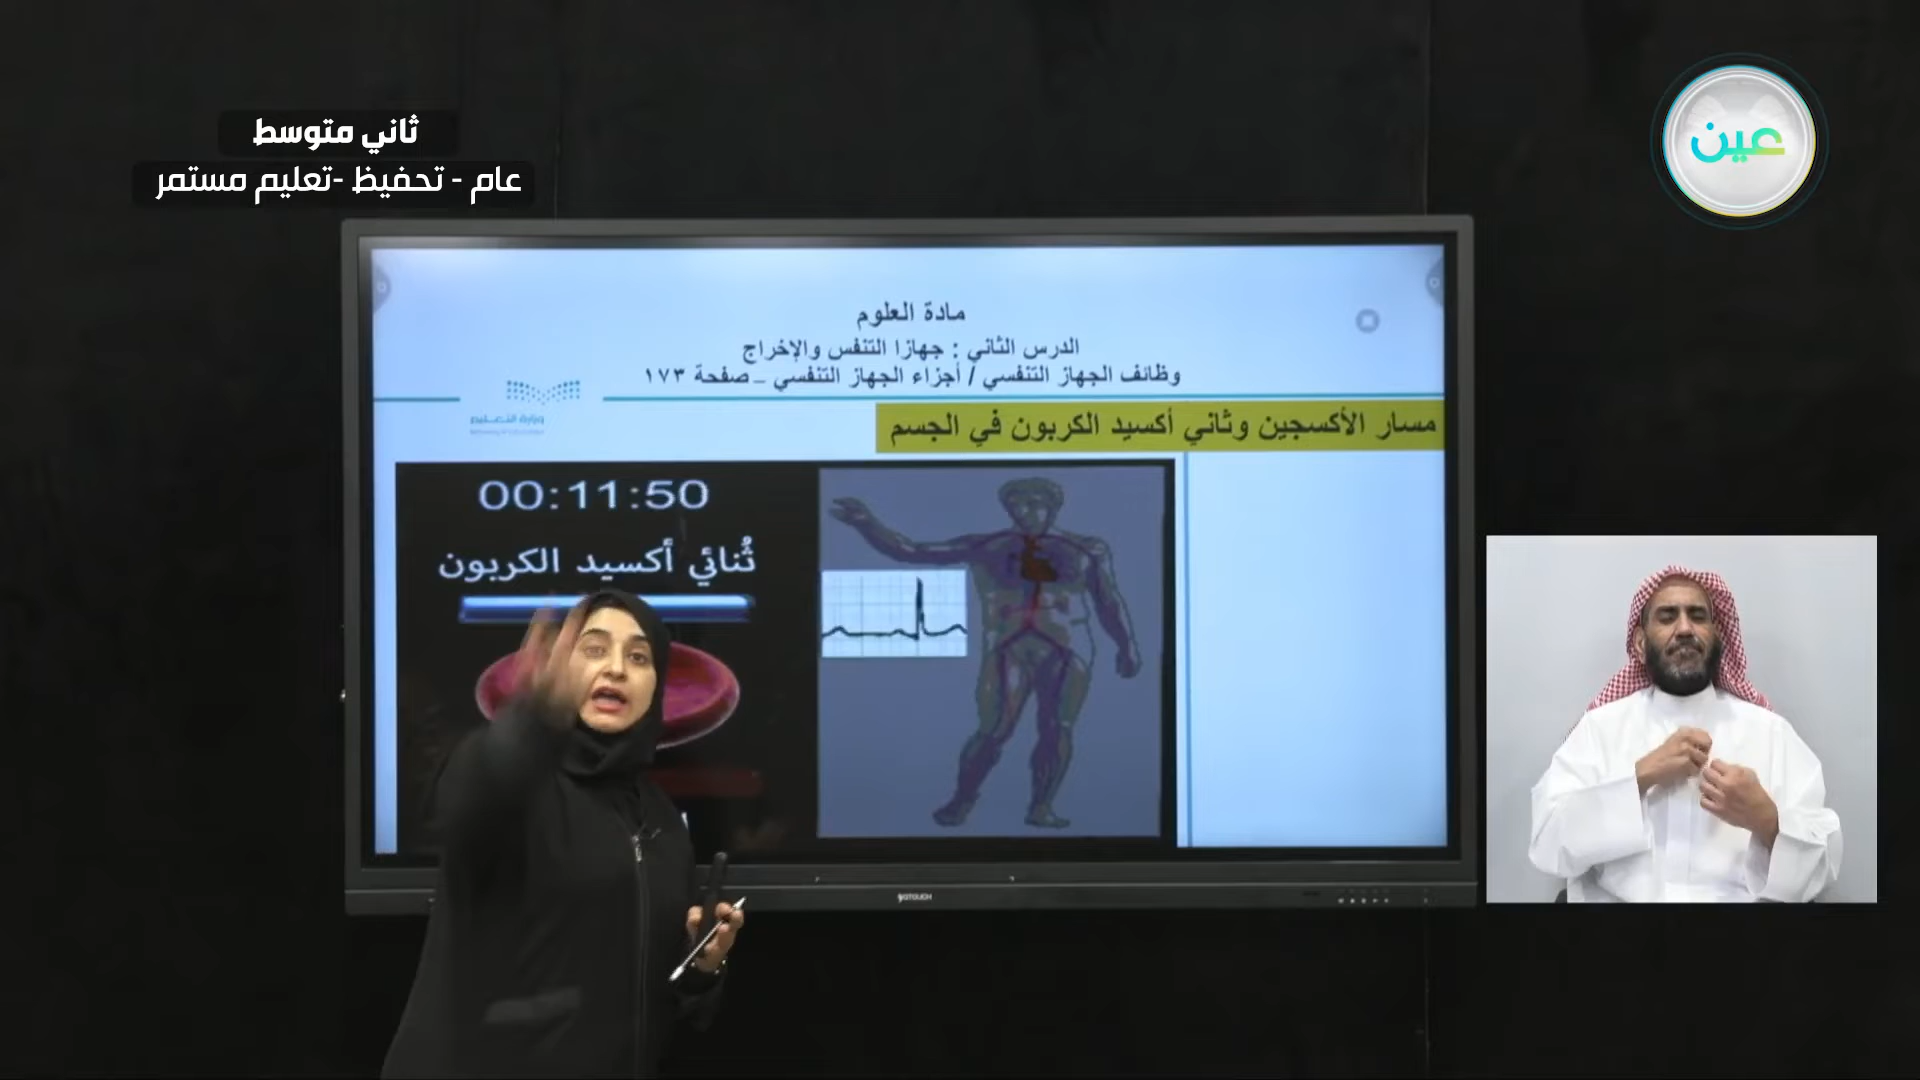 ثاني متوسط
عام - تحفيظ -تعليم مستمر
عين
مادة العلوم
الدرس الثاني : جهازا التنفس والإخراج
وظائف الجهاز التنفسي / أجزاء الجهاز التنفسي – صفحة ١٧٣
وزارة التعليم
مسار الأكسجين وثاني أكسيد الكربون في الجسم
00:11:50
ثُنائي أكسيد الكربون